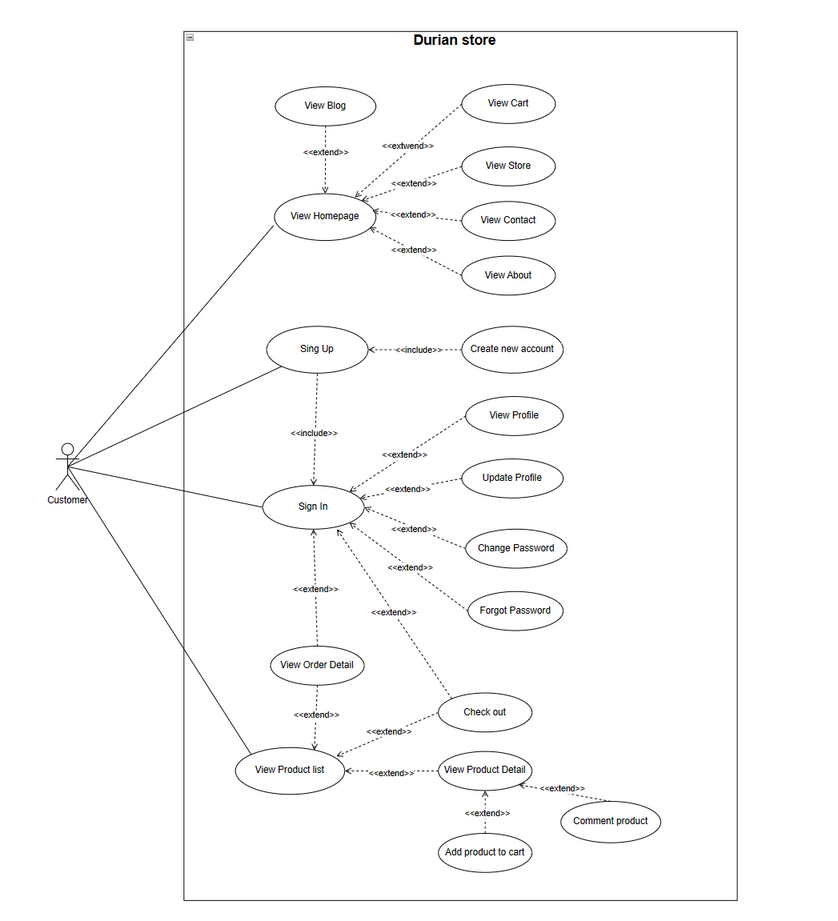 Durian store
View Blog
View Cart
<<extend>>
<<extwend>>
View Store
<<extend>>
View Homepage
<<extend>>
View Contact
<<extend>>
View About
Sing Up
<<include>>
Create new account
View Profile
<<include>>
<<extend>>
Update Profile
<<extend>>
Customer
Sign In
<<extend>>
Change Password
<<extend>>
<<extend>>
<<extend>>
Forgot Password
View Order Detail
<<extend>>
Check out
<<extend>>
View Product list
<<extend>>
View Product Detail
<<extend>>
<<extend>>
Comment product
Add product to cart